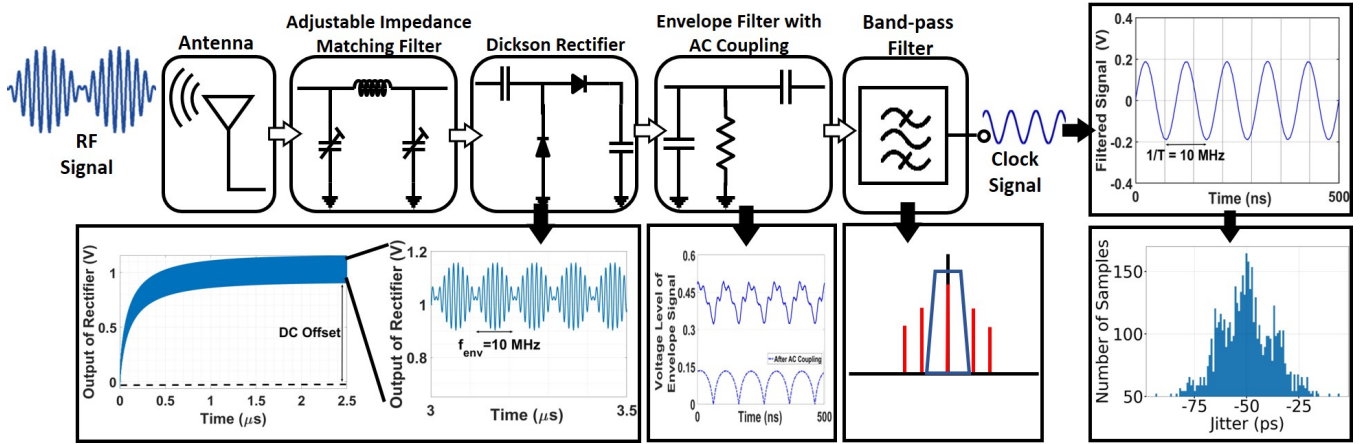 RF
Signal
Antenna
Adjustable Impedance
Matching Filter
Dickson Rectifier
Envelope Filter with
AC Coupling
Band-pass
Filter
Clock
Signal
Filtered Signal (V)
0.4
0.2
0
-0.2
-0.4
1/T = 10 MHz
0
500
Time (ns)
Output of Rectifier (V)
1
0.5
0
DC Offset
0
0.5
1
1.5
2
2.5
Time (μs)
Output of Rectifier (V)
1.2
1
0.8
f_env=10 MHz
3
3.5
Time (μs)
Voltage Level of
Envelope Signal
0.6
0.45
0.3
0.15
0
After AC Coupling
0
500
Time (ns)
Number of Samples
150
100
50
-75
-50
-25
Jitter (ps)